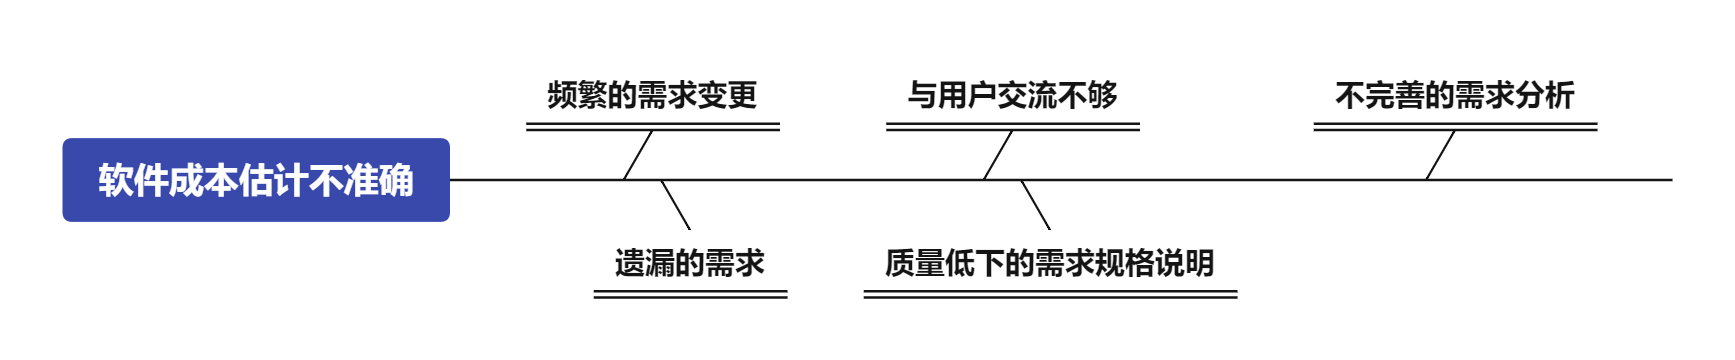 频繁的需求变更
与用户交流不够
不完善的需求分析
软件成本估计不准确
遗漏的需求
质量低下的需求规格说明